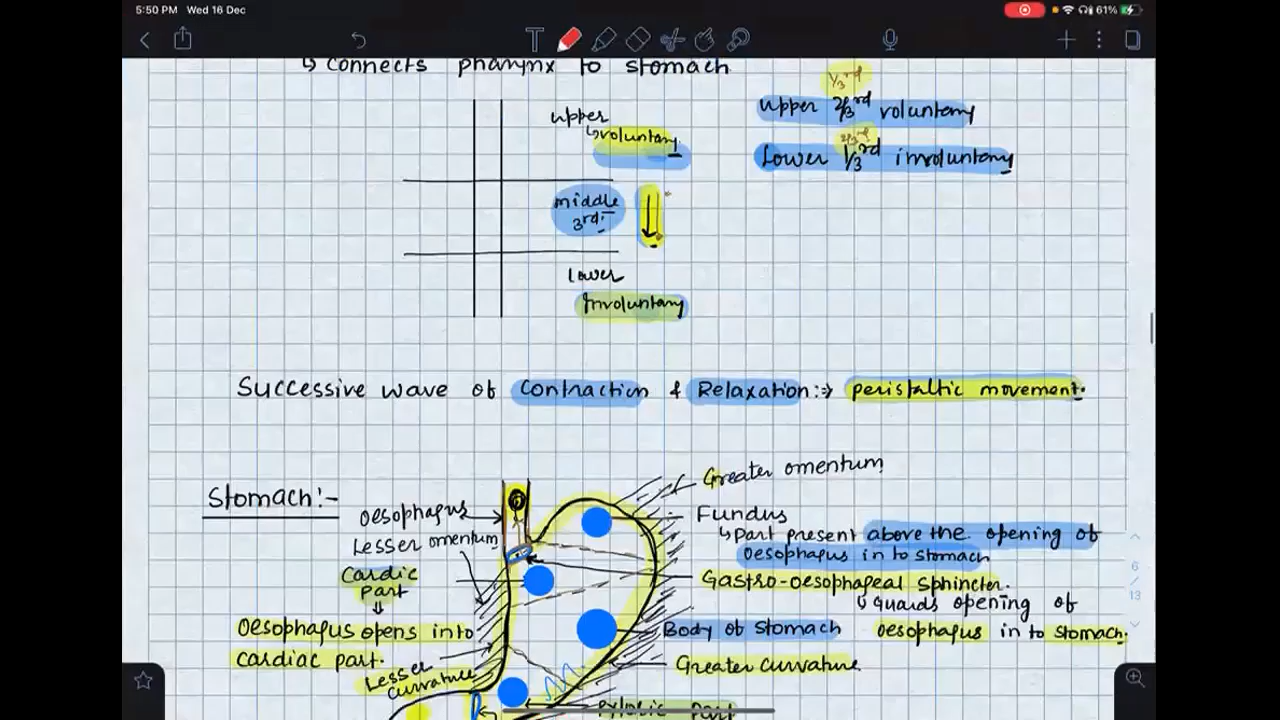 5:50 PM Wed 16 Dec
61%
T
↳ Connects pharynx to stomach
upper
↳voluntary
middle
3rd
lower
Involuntary
1/3rd
Upper 2/3rd voluntary
2/3rd
Lower 1/3rd involuntary
Successive wave of Contraction & Relaxation:→ peristaltic movement.
Stomach:-
Oesophagus
Lesser omentum
Cardic
part
Oesophagus opens into
cardiac part.
Lesser
curvature
Greater omentum
Fundus
↳Part present above the opening of
oesophagus in to stomach
Gastro-oesophageal Sphincter.
↳ Guards opening of
oesophagus in to stomach.
Body of Stomach
Greater curvature
pyloric part
6
/
13